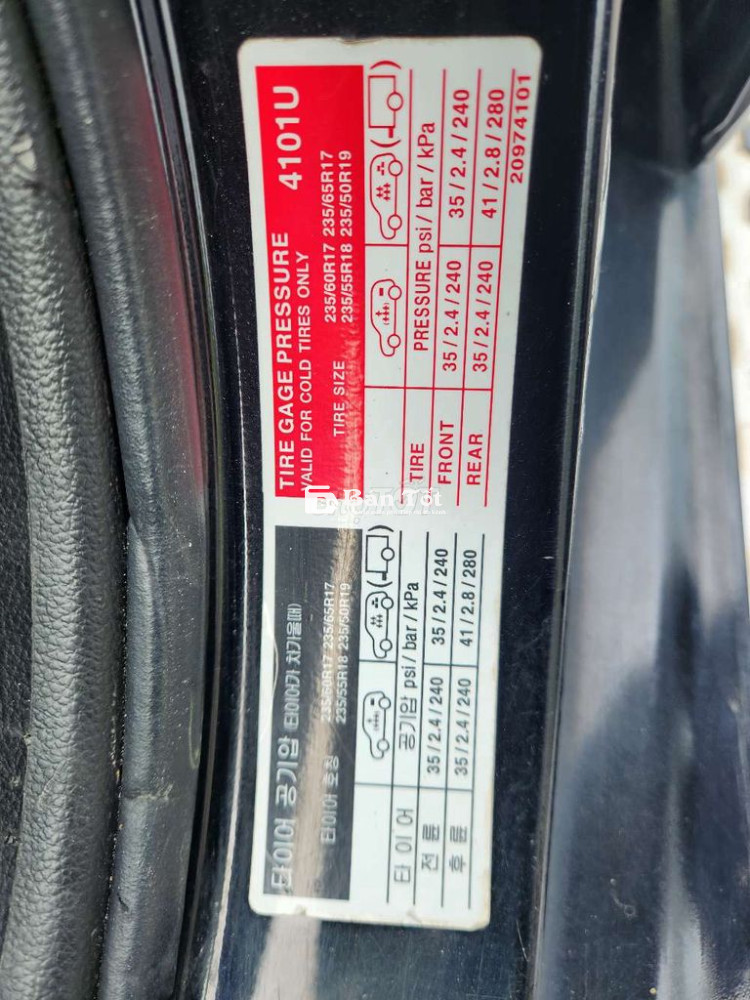 타이어 공기압 타이어가 차가울때
타이어 호칭 235/60R17 235/65R17
235/55R18 235/50R19
타 이 어 공기압 psi / bar / kPa
전 륜 35 / 2.4 / 240 35 / 2.4 / 240
후 륜 35 / 2.4 / 240 41 / 2.8 / 280
TIRE GAGE PRESSURE 4101U
VALID FOR COLD TIRES ONLY
TIRE SIZE 235/60R17 235/65R17
235/55R18 235/50R19
TIRE PRESSURE psi / bar / kPa
FRONT 35 / 2.4 / 240 35 / 2.4 / 240
REAR 35 / 2.4 / 240 41 / 2.8 / 280
20974101
Bán Tốt